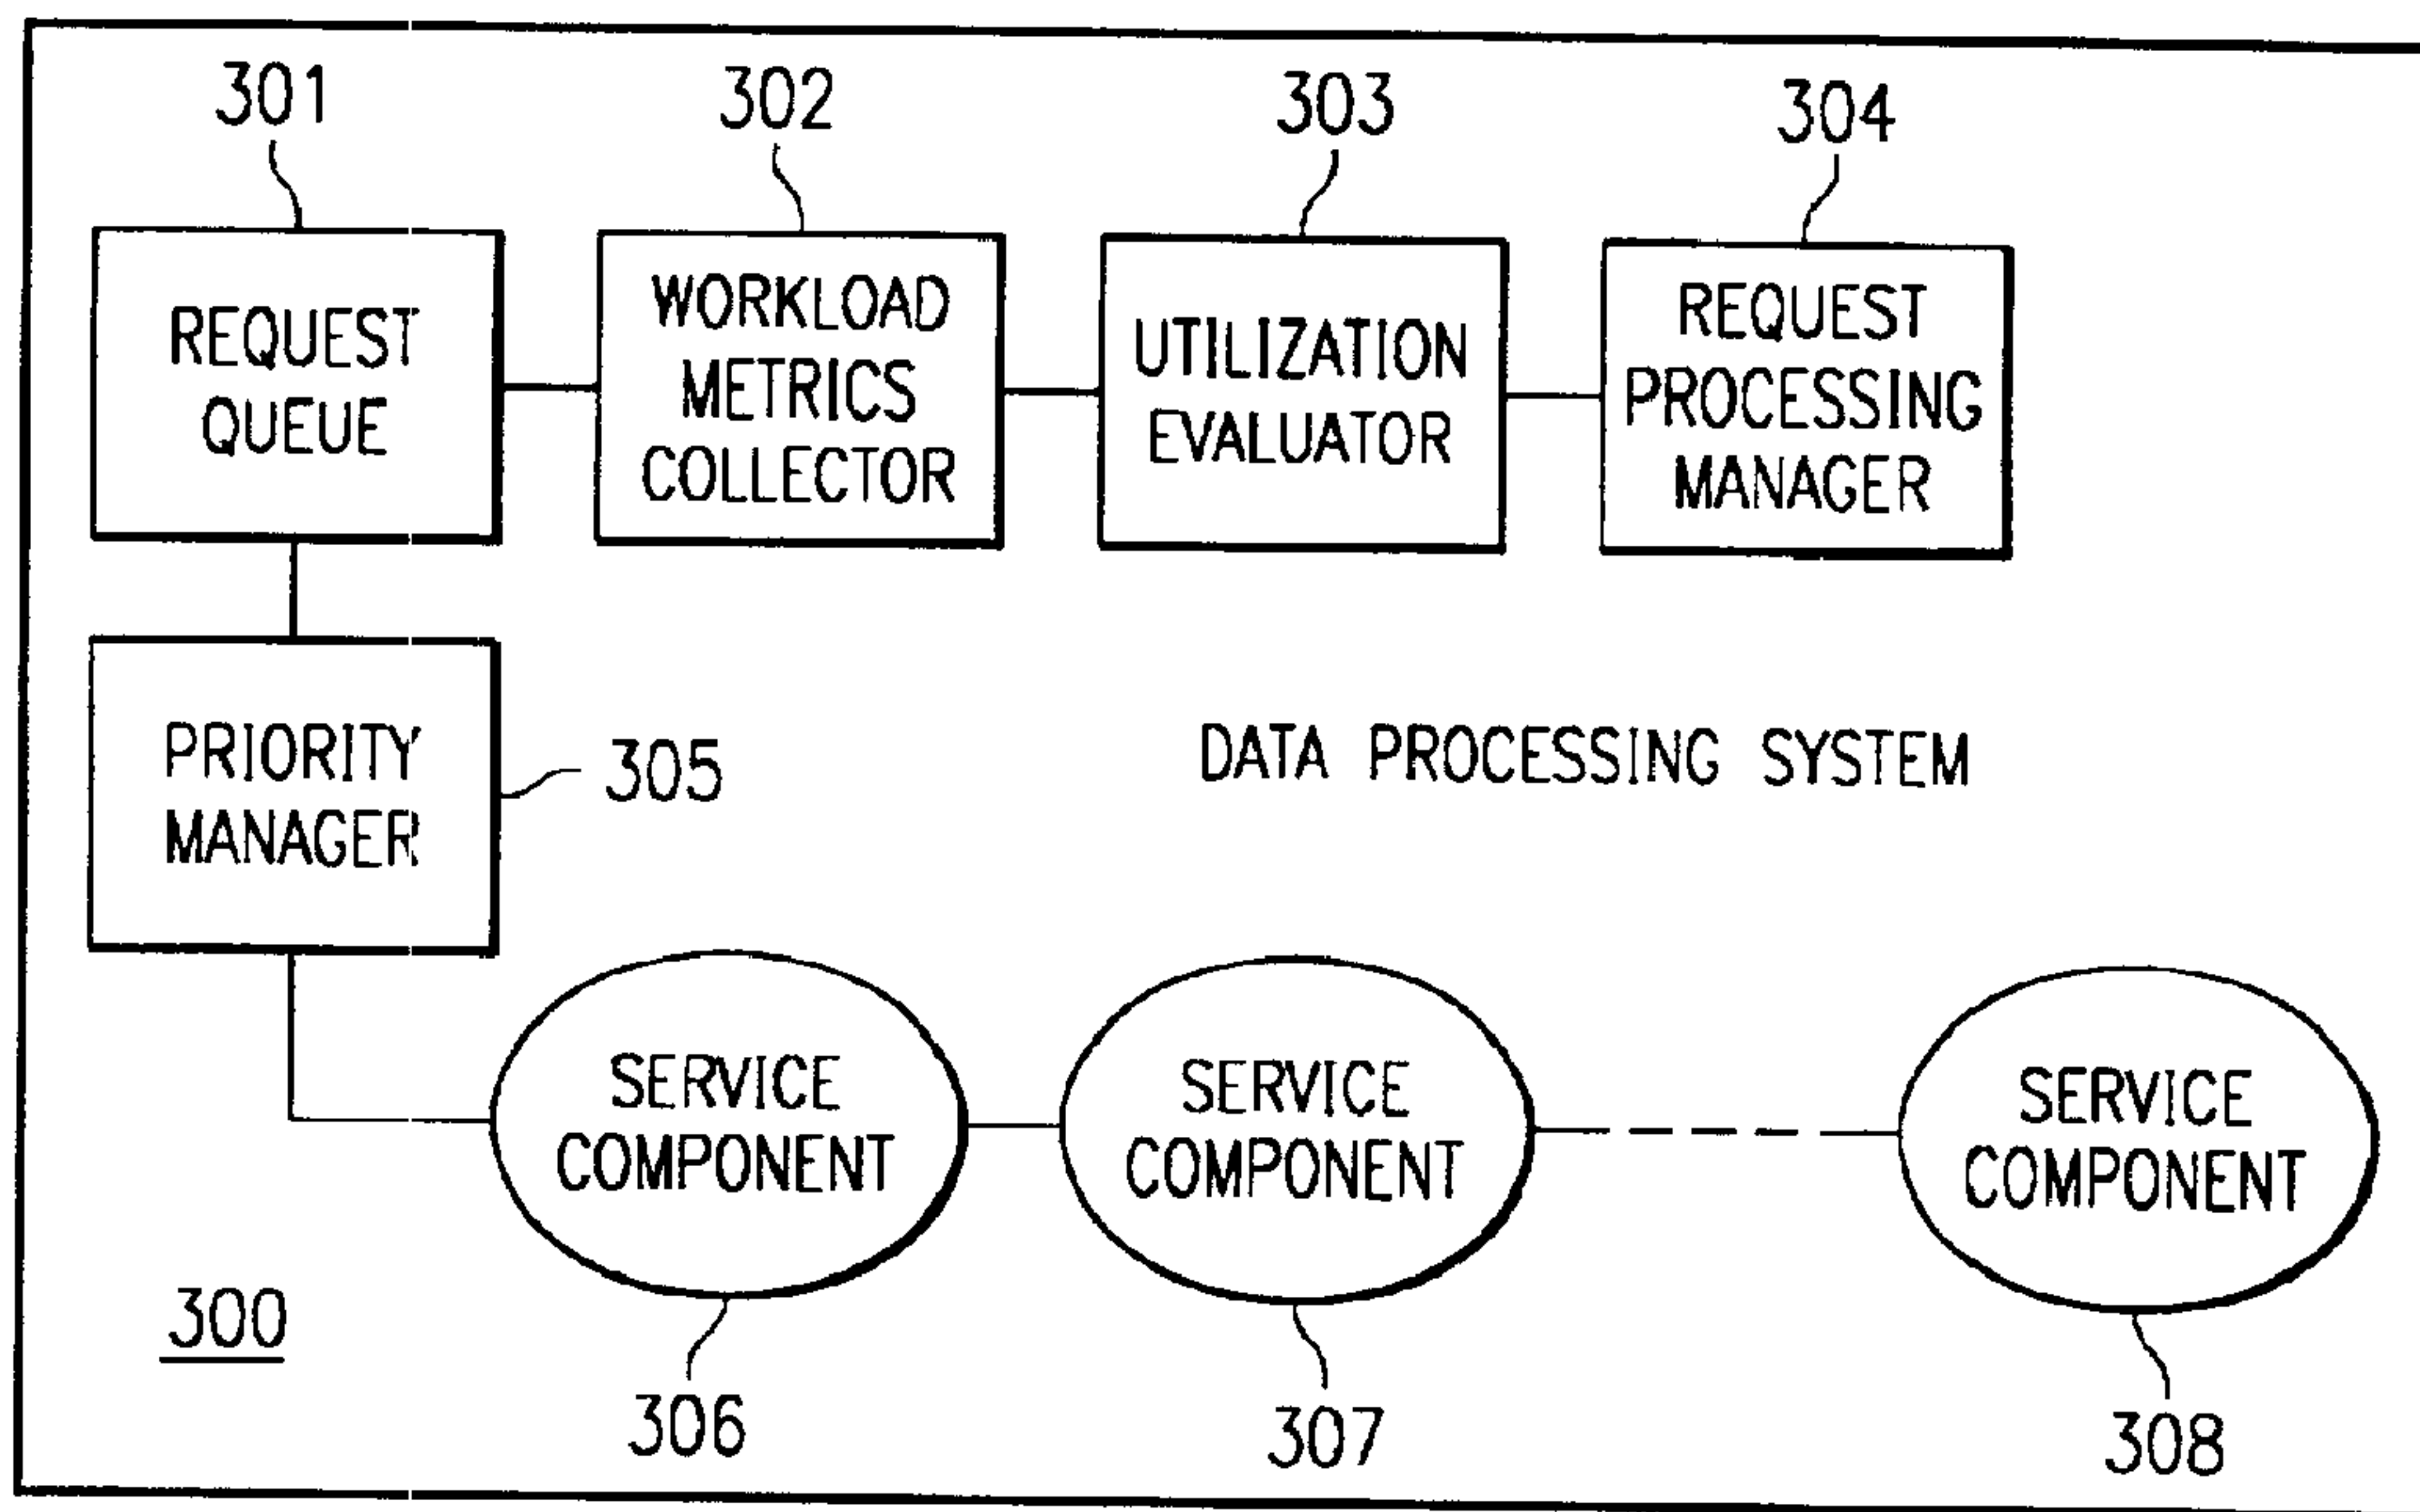 301
302
303
304
REQUEST
QUEUE
WORKLOAD
METRICS
COLLECTOR
UTILIZATION
EVALUATOR
REQUEST
PROCESSING
MANAGER
PRIORITY
MANAGER
305
DATA PROCESSING SYSTEM
SERVICE
COMPONENT
SERVICE
COMPONENT
SERVICE
COMPONENT
300
306
307
308